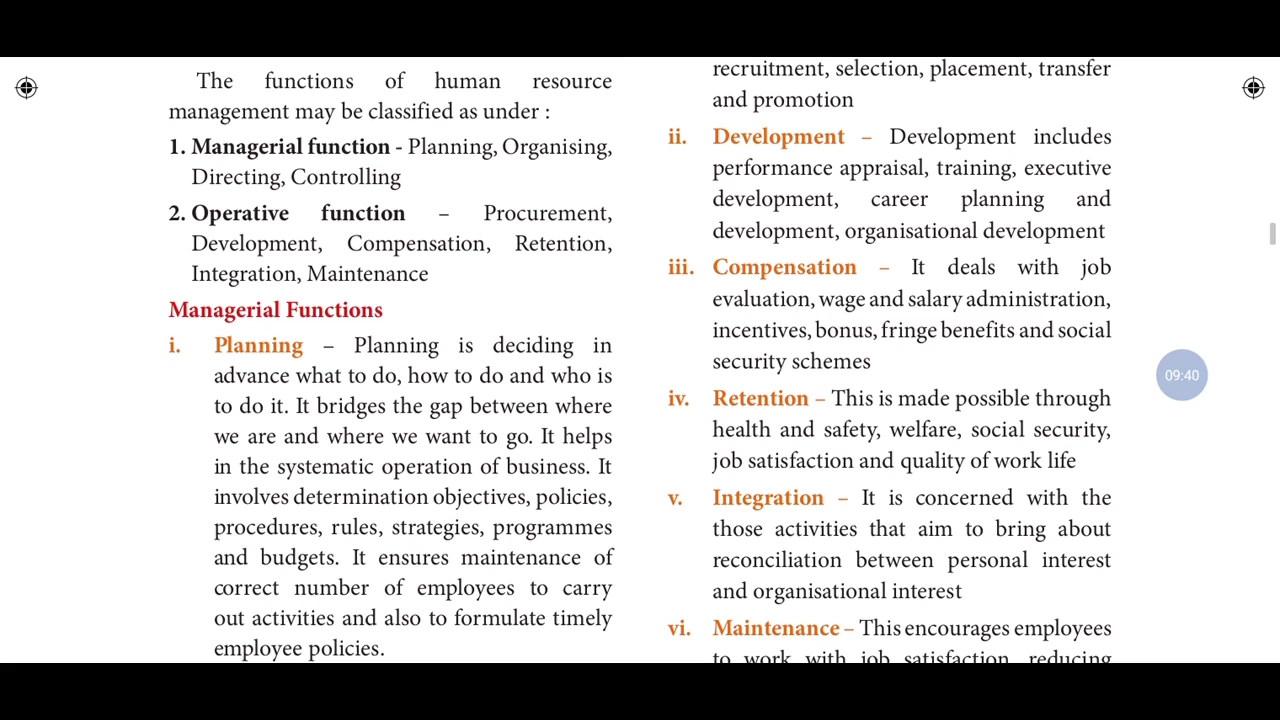 The functions of human resource
management may be classified as under :
1. Managerial function - Planning, Organising,
Directing, Controlling
2. Operative function – Procurement,
Development, Compensation, Retention,
Integration, Maintenance
Managerial Functions
i. Planning – Planning is deciding in
advance what to do, how to do and who is
to do it. It bridges the gap between where
we are and where we want to go. It helps
in the systematic operation of business. It
involves determination objectives, policies,
procedures, rules, strategies, programmes
and budgets. It ensures maintenance of
correct number of employees to carry
out activities and also to formulate timely
employee policies.
recruitment, selection, placement, transfer
and promotion
ii. Development – Development includes
performance appraisal, training, executive
development, career planning and
development, organisational development
iii. Compensation – It deals with job
evaluation, wage and salary administration,
incentives, bonus, fringe benefits and social
security schemes
iv. Retention – This is made possible through
health and safety, welfare, social security,
job satisfaction and quality of work life
v. Integration – It is concerned with the
those activities that aim to bring about
reconciliation between personal interest
and organisational interest
vi. Maintenance – This encourages employees
to work with job satisfaction, reducing
09:40